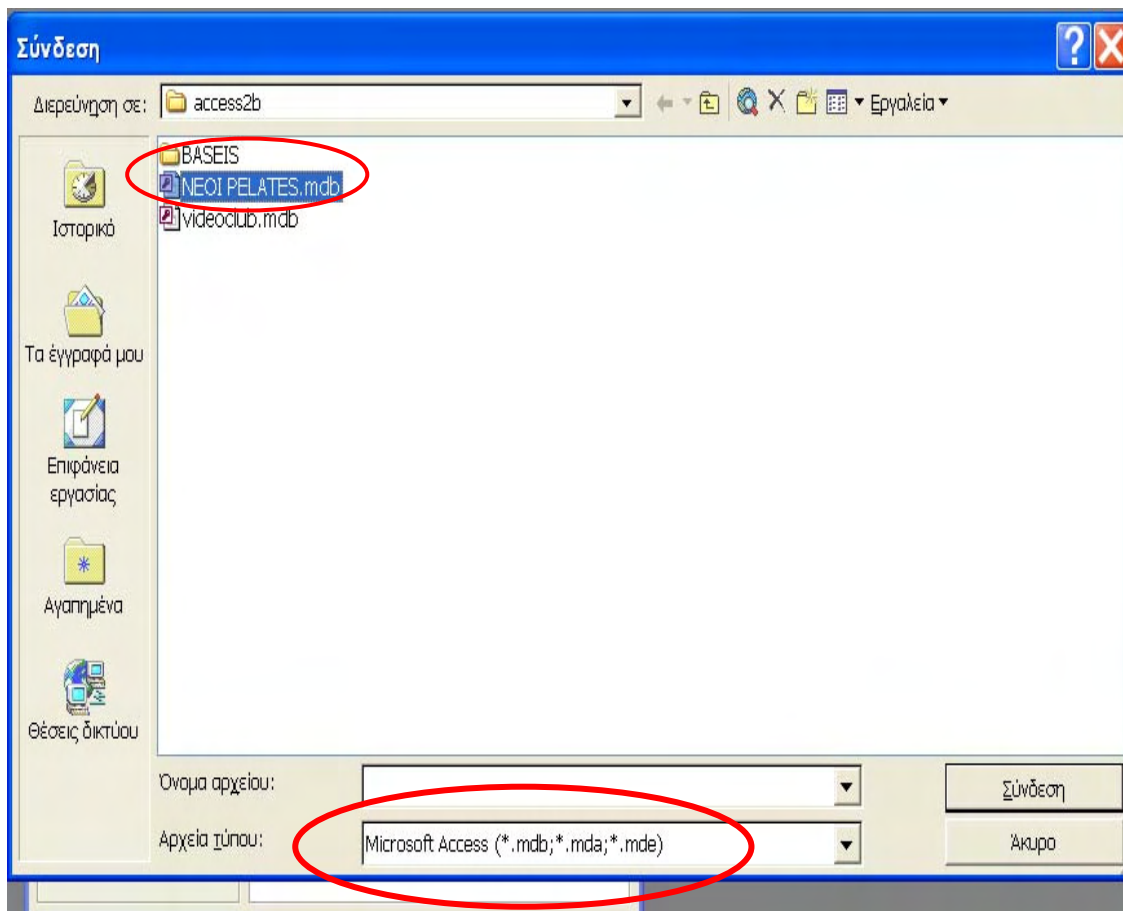 Σύνδεση
Διερεύνηση σε: access2b Εργαλεία
BASEIS
NEOI PELATES.mdb
videoclub.mdb
Ιστορικό
Τα έγγραφά μου
Επιφάνεια
εργασίας
Αγαπημένα
Θέσεις δικτύου
Όνομα αρχείου: Σύνδεση
Αρχεία τύπου: Microsoft Access (*.mdb;*.mda;*.mde) Άκυρο